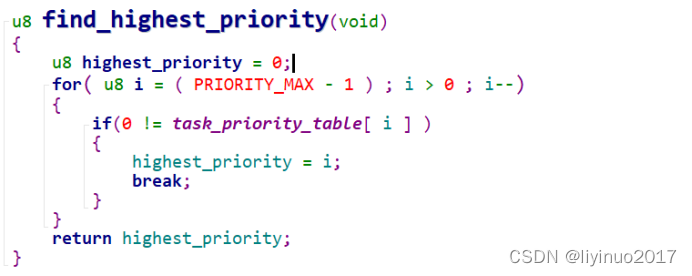 u8 find_highest_priority(void)
{
u8 highest_priority = 0;
for( u8 i = ( PRIORITY_MAX - 1 ) ; i > 0 ; i--)
{
if(0 != task_priority_table[ i ] )
{
highest_priority = i;
break;
}
}
return highest_priority;
}
CSDN @liyinuo2017